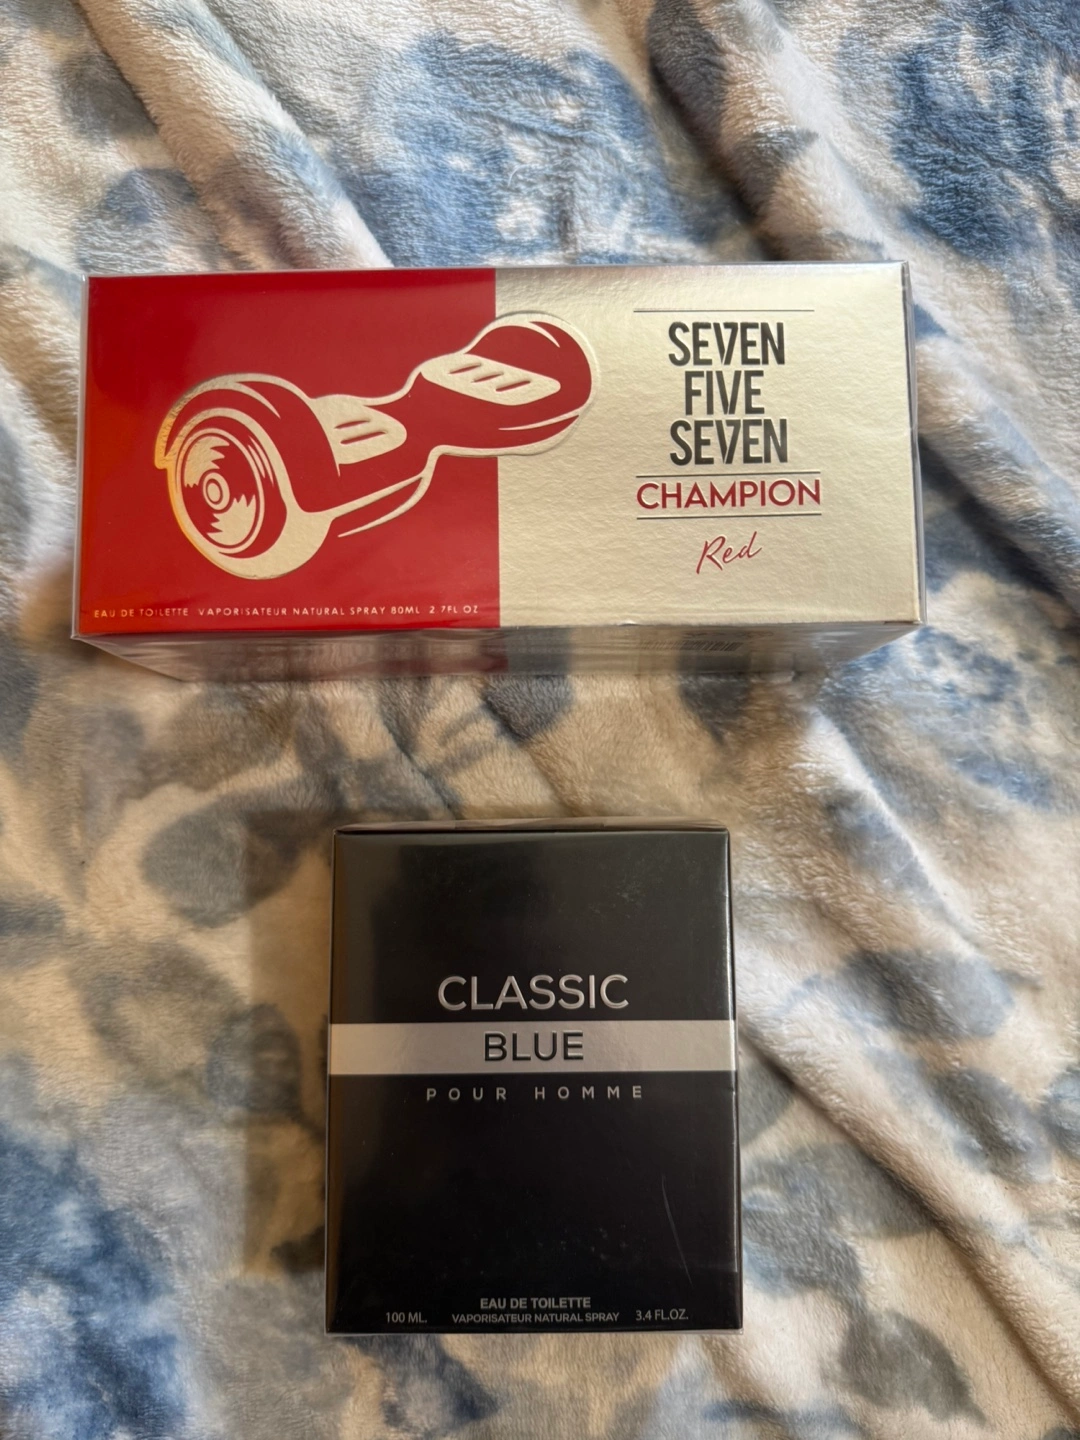 SEVEN
FIVE
SEVEN
CHAMPION
Red
EAU DE TOILETTE VAPORISATEUR NATURAL SPRAY 80ML 2.7FL OZ
CLASSIC
BLUE
POUR HOMME
EAU DE TOILETTE
100 ML. VAPORISATEUR NATURAL SPRAY 3.4 FL.OZ.